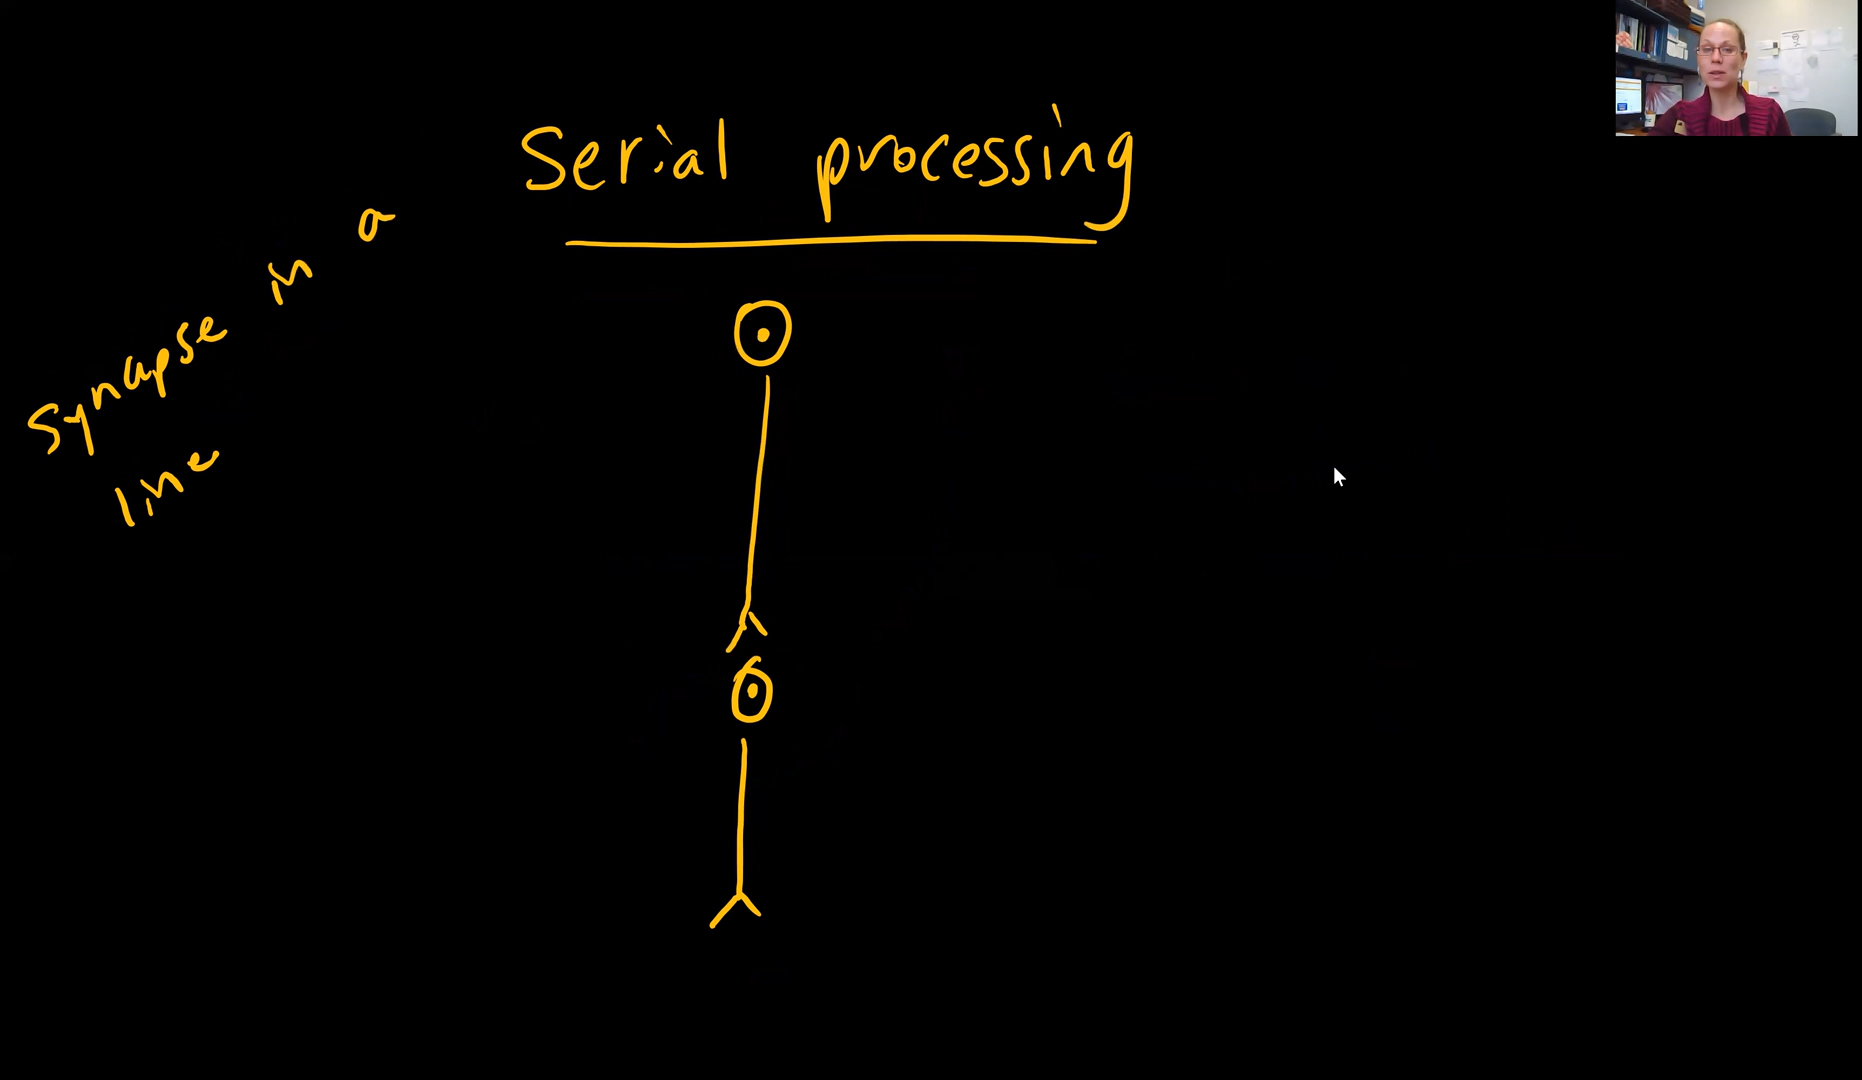 Serial processing
Synapse in a
line